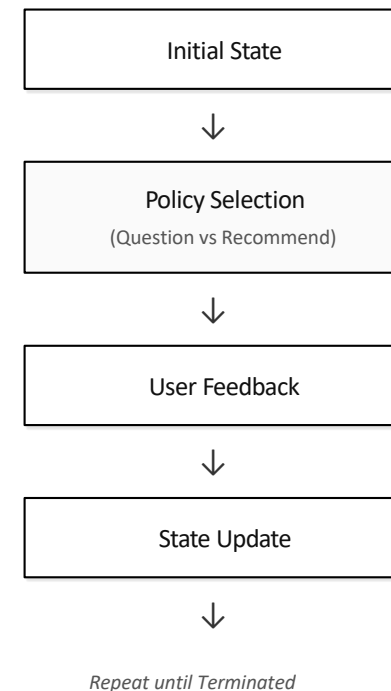 Initial State
↓
Policy Selection
(Question vs Recommend)
↓
User Feedback
↓
State Update
↓
Repeat until Terminated